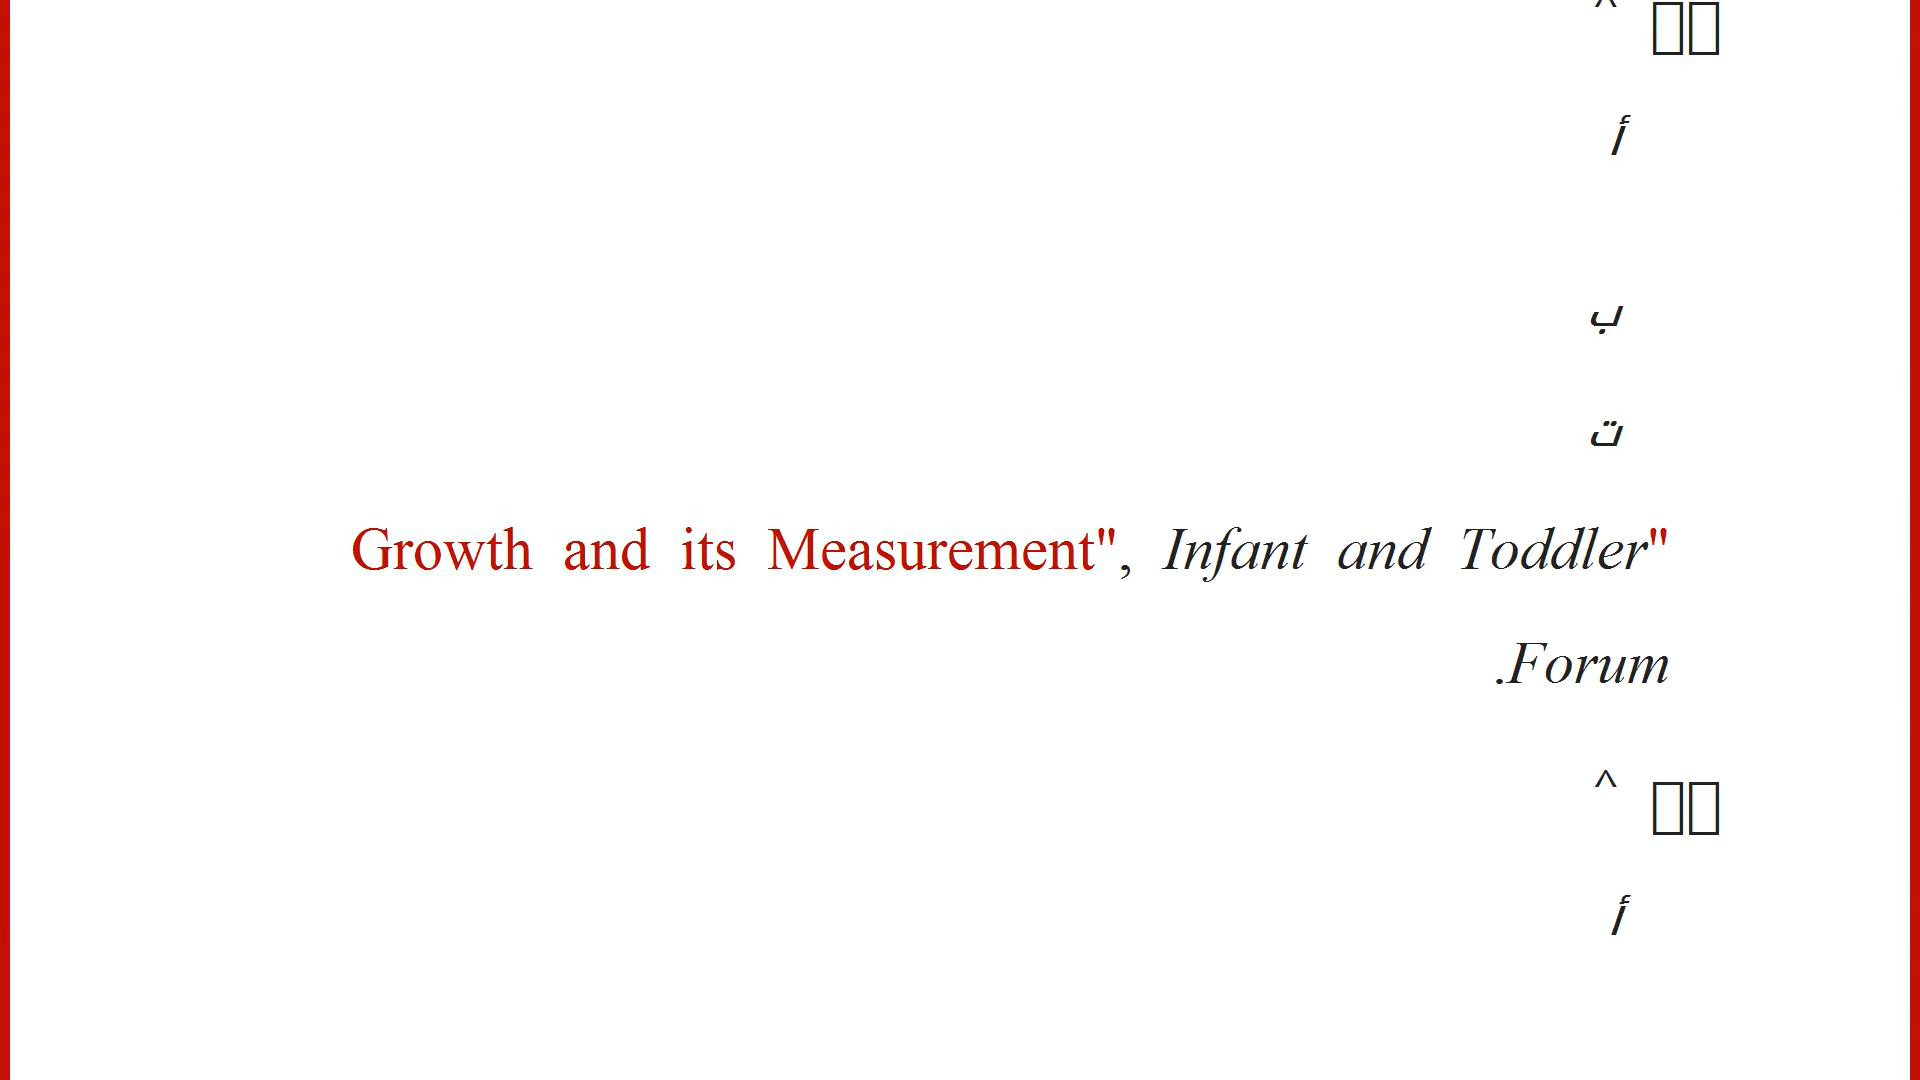 ^
أ
ب
ت
"Growth and its Measurement", Infant and Toddler
Forum.
^
أ